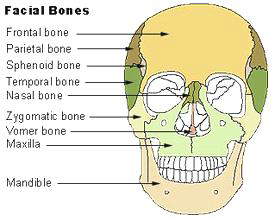 Facial Bones
Frontal bone
Parietal bone
Sphenoid bone
Temporal bone
Nasal bone
Zygomatic bone
Vomer bone
Maxilla
Mandible